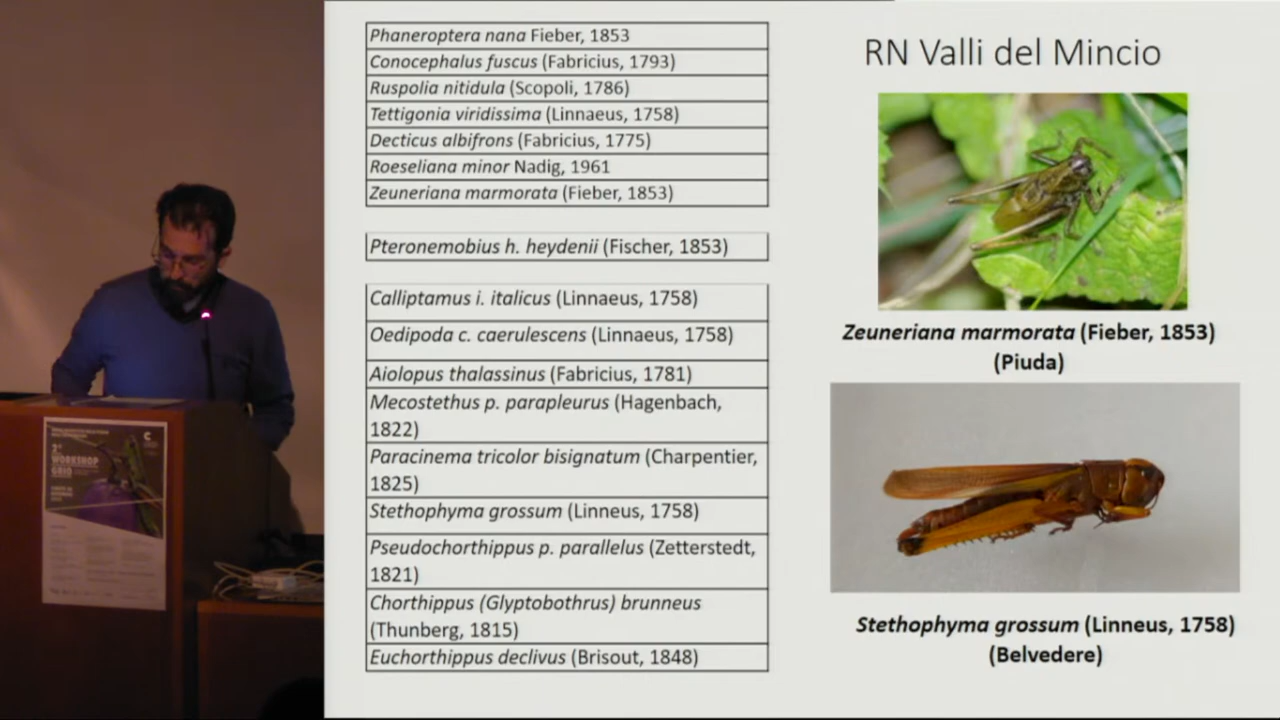 Phaneroptera nana Fieber, 1853
Conocephalus fuscus (Fabricius, 1793)
Ruspolia nitidula (Scopoli, 1786)
Tettigonia viridissima (Linnaeus, 1758)
Decticus albifrons (Fabricius, 1775)
Roeseliana minor Nadig, 1961
Zeuneriana marmorata (Fieber, 1853)
Pteronemobius h. heydenii (Fischer, 1853)
Calliptamus i. italicus (Linnaeus, 1758)
Oedipoda c. caerulescens (Linnaeus, 1758)
Aiolopus thalassinus (Fabricius, 1781)
Mecostethus p. parapleurus (Hagenbach,
1822)
Paracinema tricolor bisignatum (Charpentier,
1825)
Stethophyma grossum (Linneus, 1758)
Pseudochorthippus p. parallelus (Zetterstedt,
1821)
Chorthippus (Glyptobothrus) brunneus
(Thunberg, 1815)
Euchorthippus declivus (Brisout, 1848)
RN Valli del Mincio
Zeuneriana marmorata (Fieber, 1853)
(Piuda)
Stethophyma grossum (Linneus, 1758)
(Belvedere)
WORKSHOP